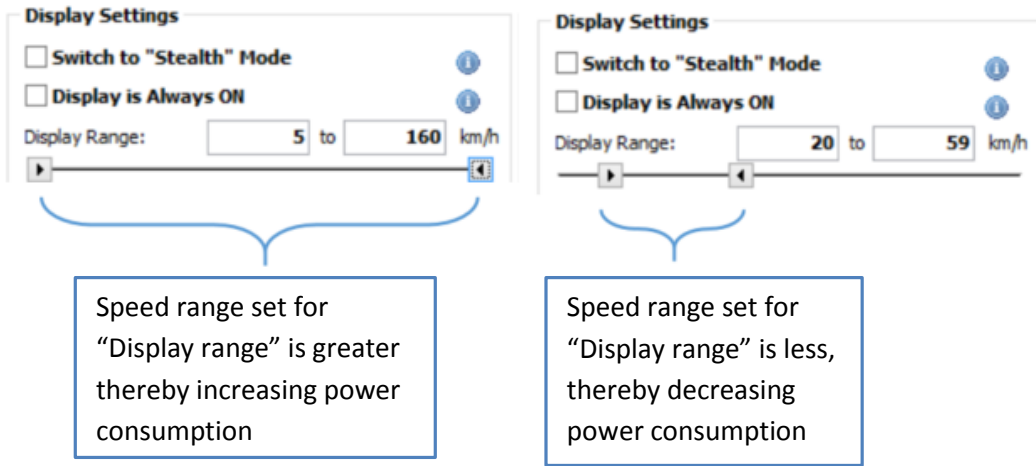 Display Settings
Switch to "Stealth" Mode
Display is Always ON
Display Range: 5 to 160 km/h
Speed range set for
“Display range” is greater
thereby increasing power
consumption
Display Settings
Switch to "Stealth" Mode
Display is Always ON
Display Range: 20 to 59 km/h
Speed range set for
“Display range” is less,
thereby decreasing
power consumption